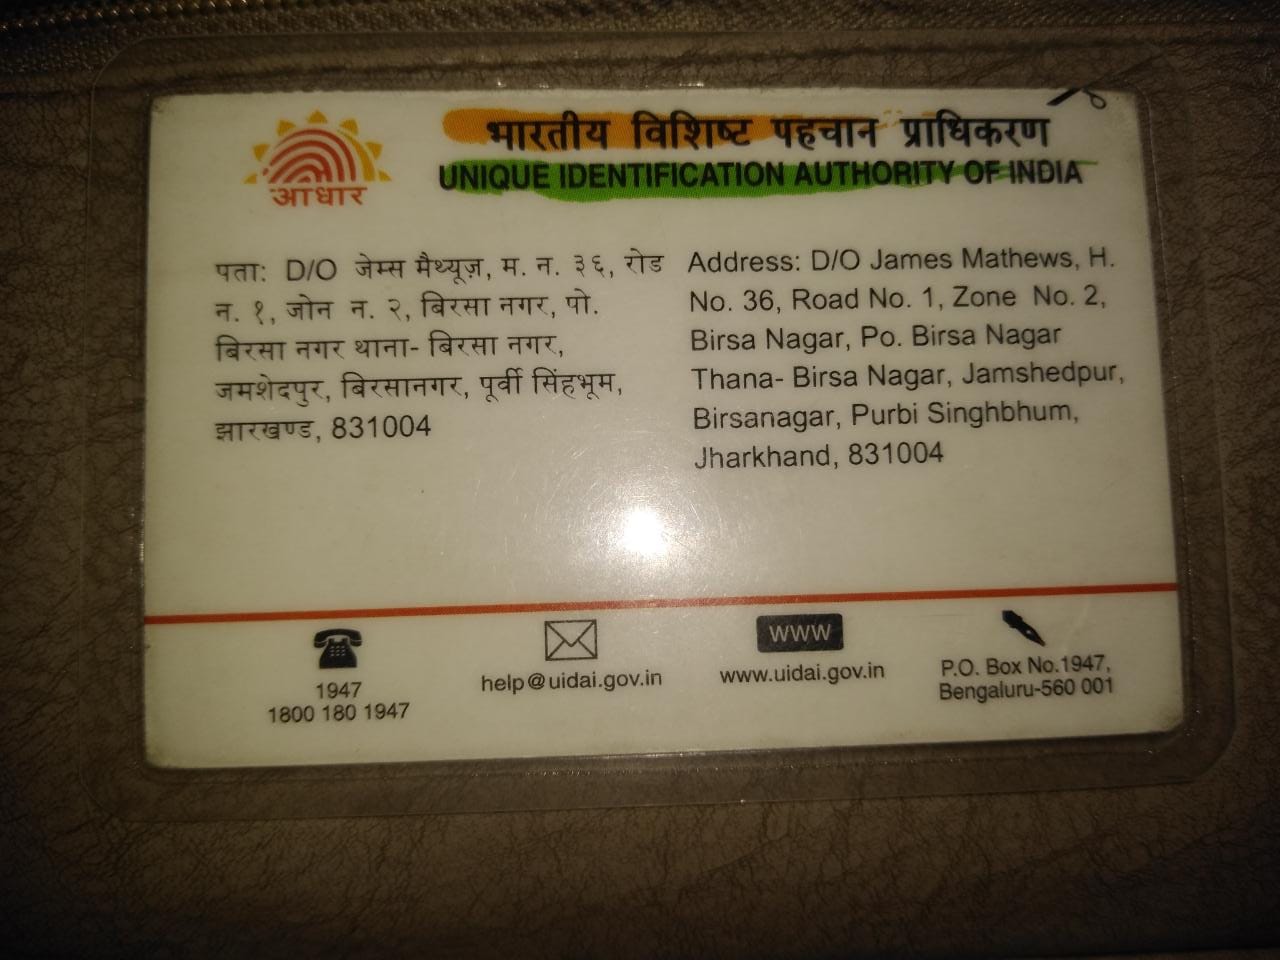 आधार
भारतीय विशिष्ट पहचान प्राधिकरण
UNIQUE IDENTIFICATION AUTHORITY OF INDIA
पता: D/O जेम्स मैथ्यूज़, म. न. ३६, रोड
न. १, जोन न. २, बिरसा नगर, पो.
बिरसा नगर थाना- बिरसा नगर,
जमशेदपुर, बिरसानगर, पूर्वी सिंहभूम,
झारखण्ड, 831004
Address: D/O James Mathews, H.
No. 36, Road No. 1, Zone No. 2,
Birsa Nagar, Po. Birsa Nagar
Thana- Birsa Nagar, Jamshedpur,
Birsanagar, Purbi Singhbhum,
Jharkhand, 831004
1947
1800 180 1947
help@uidai.gov.in
WWW
www.uidai.gov.in
P.O. Box No.1947,
Bengaluru-560 001